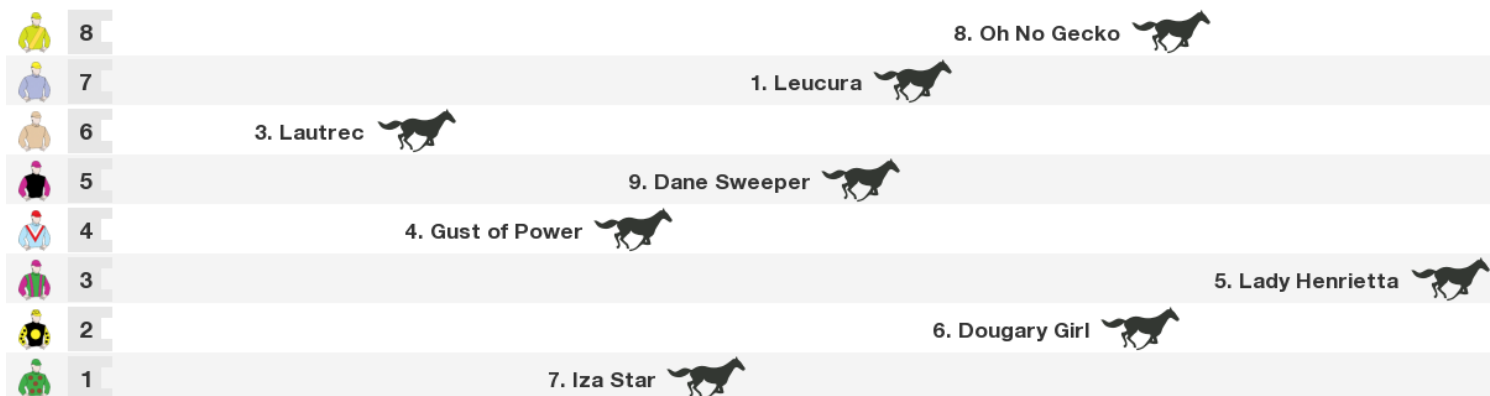 8 8. Oh No Gecko
7 1. Leucura
6 3. Lautrec
5 9. Dane Sweeper
4 4. Gust of Power
3 5. Lady Henrietta
2 6. Dougary Girl
1 7. Iza Star